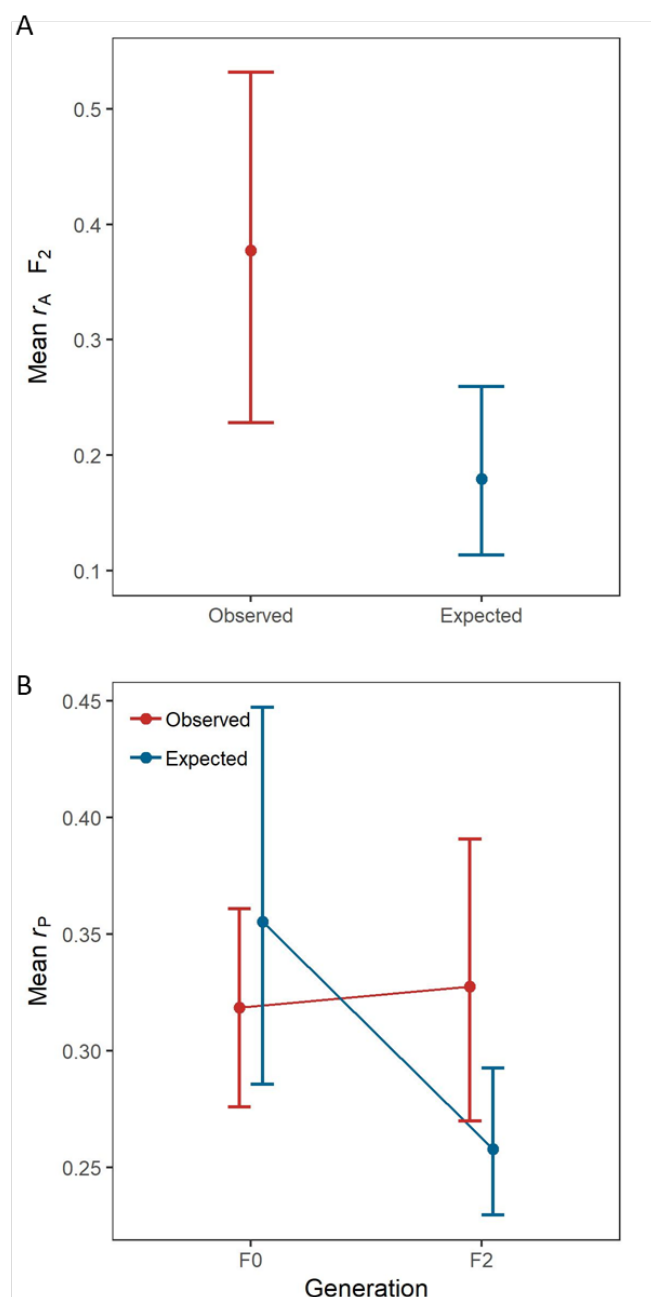 A
Mean rA F2
0.5
0.4
0.3
0.2
0.1
Observed Expected
B
Mean rP
0.45
0.40
0.35
0.30
0.25
Observed
Expected
F0 F2
Generation